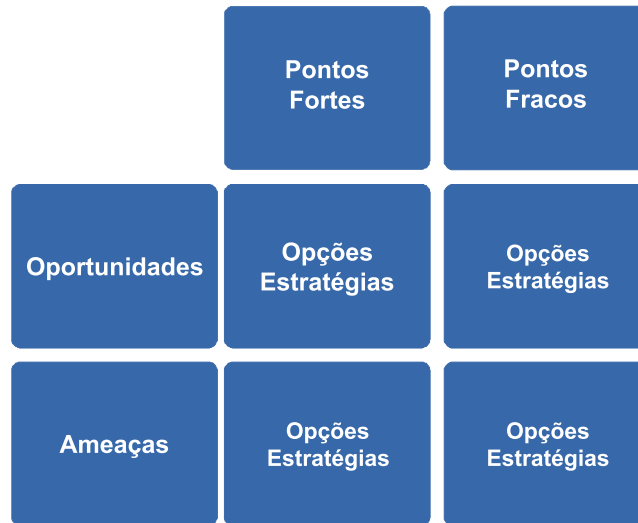 Pontos
Fortes
Pontos
Fracos
Oportunidades
Opções
Estratégias
Opções
Estratégias
Ameaças
Opções
Estratégias
Opções
Estratégias